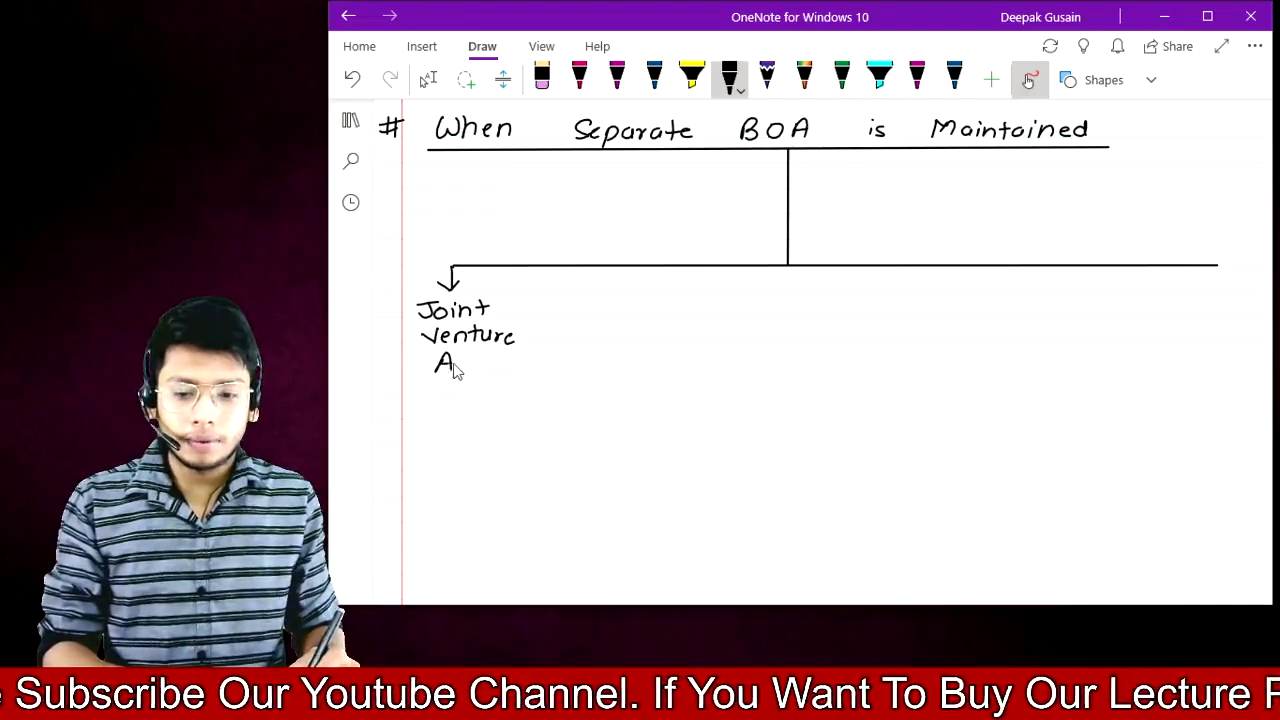 OneNote for Windows 10
Deepak Gusain
Home Insert Draw View Help
Share
Shapes
# When Separate BOA is Maintained
Joint
Venture
A
e Subscribe Our Youtube Channel. If You Want To Buy Our Lecture F